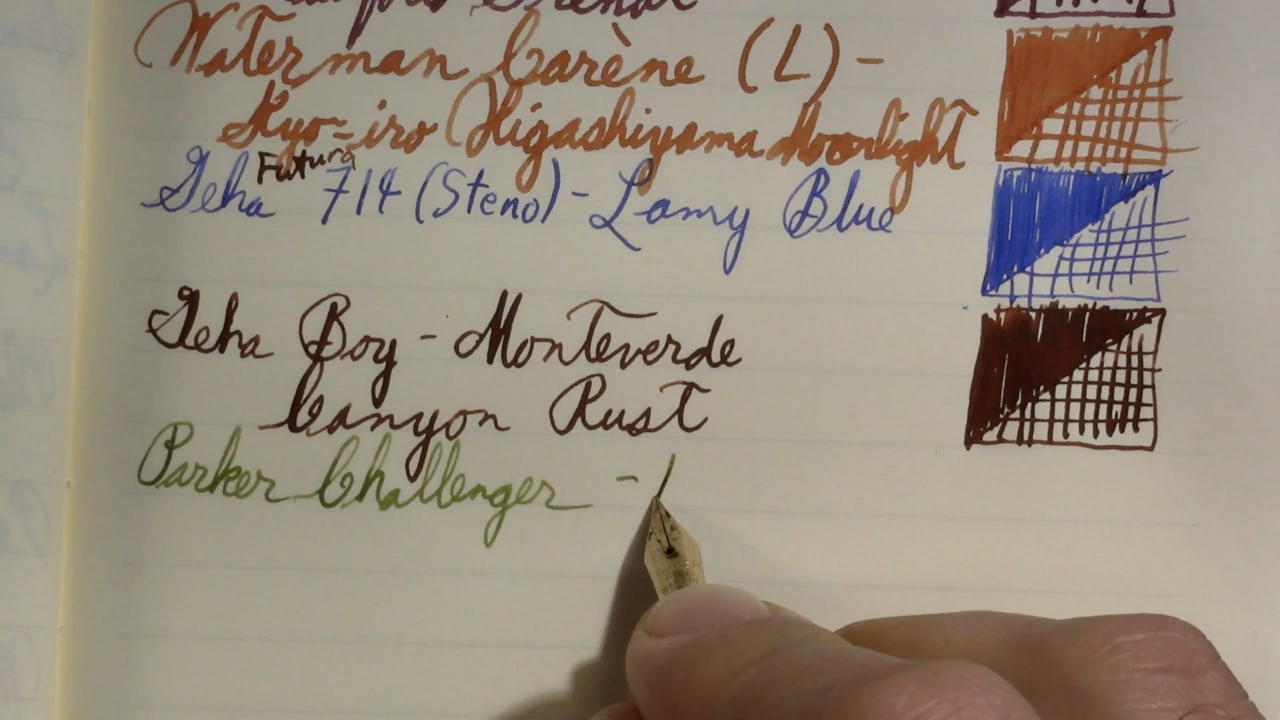 Waterman Carène (L) -
Kyo-iro Higashiyama Moonlight
Futura
Geha 714 (Steno) - Lamy Blue
Geha Boy - Monteverde
Canyon Rust
Parker Challenger -